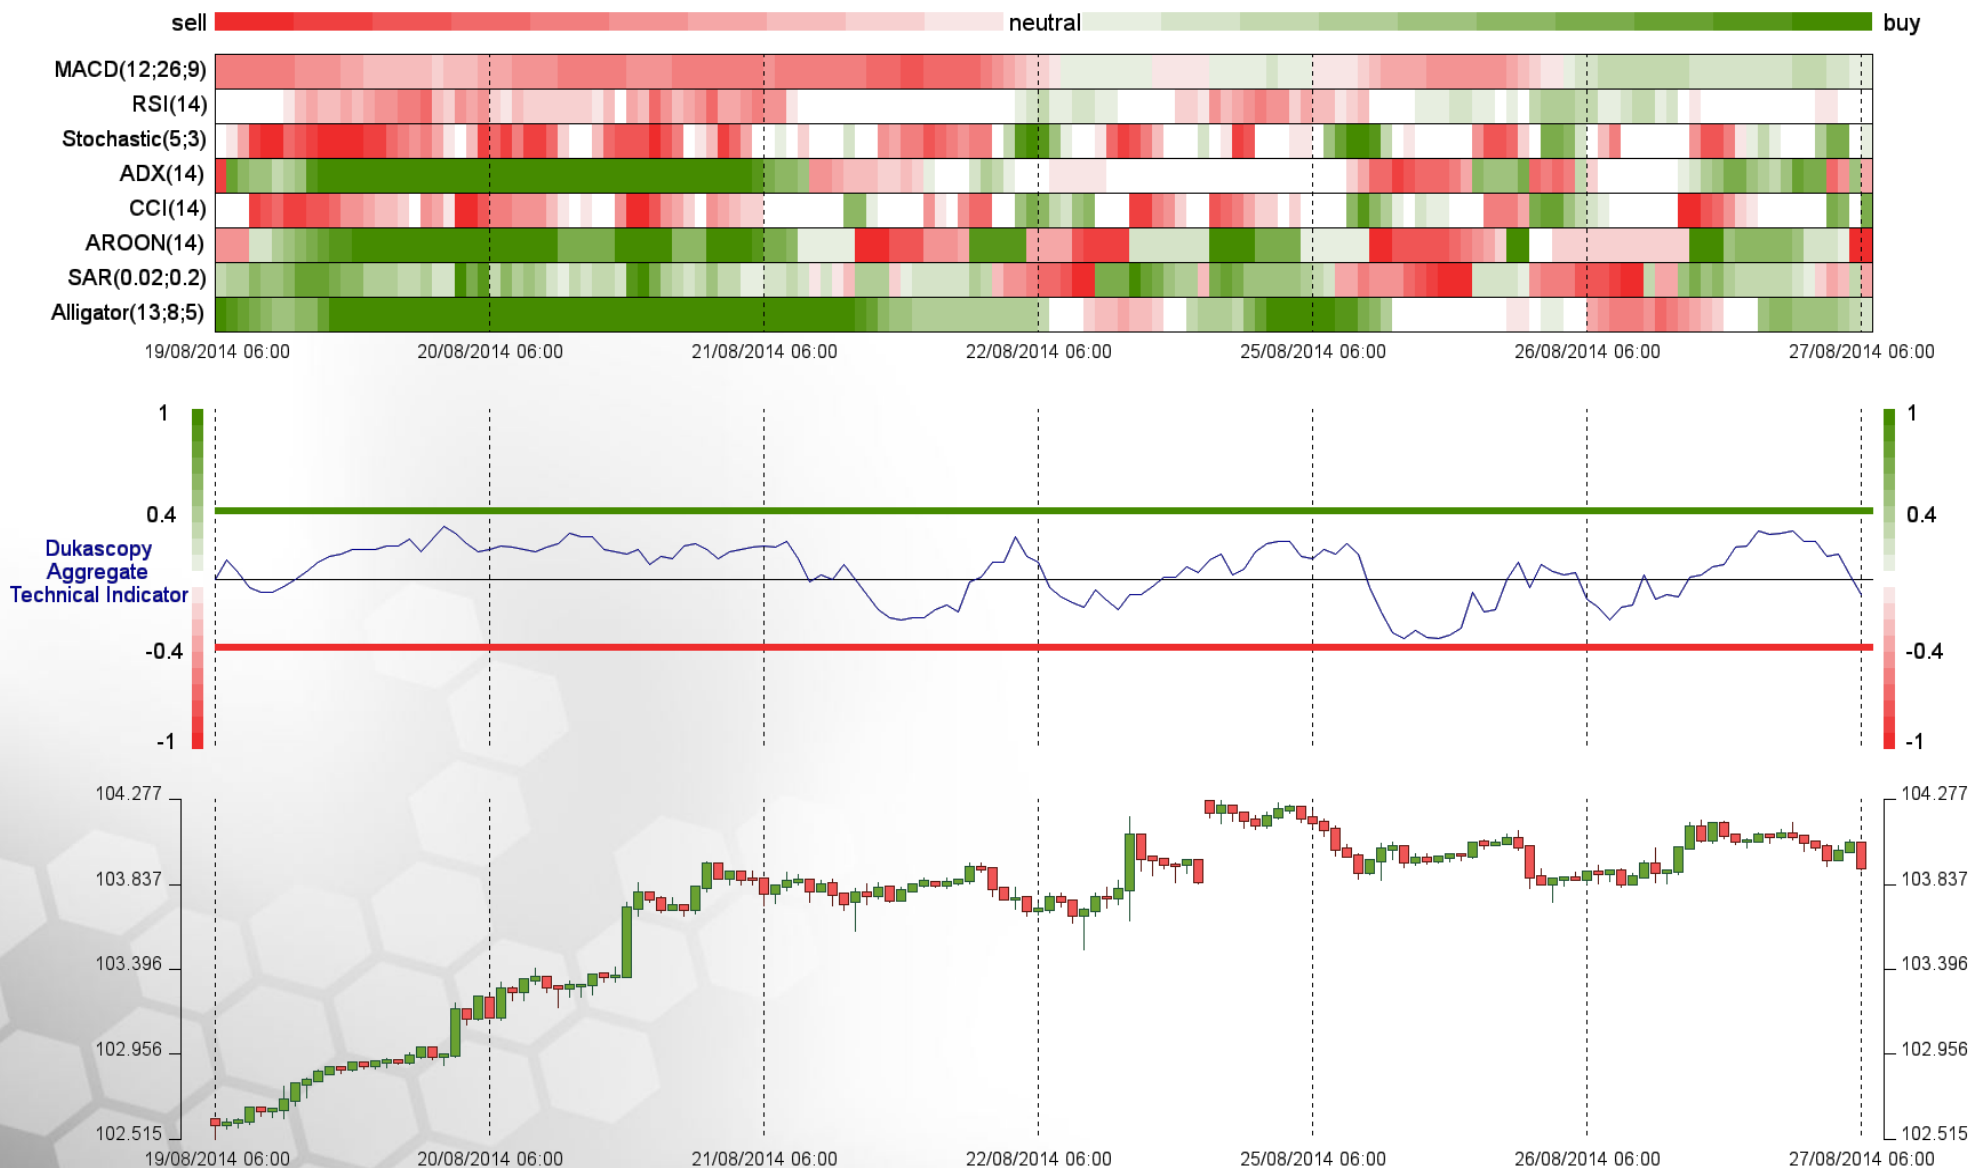 sell neutral buy
MACD(12;26;9)
RSI(14)
Stochastic(5;3)
ADX(14)
CCI(14)
AROON(14)
SAR(0.02;0.2)
Alligator(13;8;5)
19/08/2014 06:00 20/08/2014 06:00 21/08/2014 06:00 22/08/2014 06:00 25/08/2014 06:00 26/08/2014 06:00 27/08/2014 06:00
1 1
0.4 0.4
Dukascopy
Aggregate
Technical Indicator
-0.4 -0.4
-1 -1
104.277 104.277
103.837 103.837
103.396 103.396
102.956 102.956
102.515 102.515
19/08/2014 06:00 20/08/2014 06:00 21/08/2014 06:00 22/08/2014 06:00 25/08/2014 06:00 26/08/2014 06:00 27/08/2014 06:00